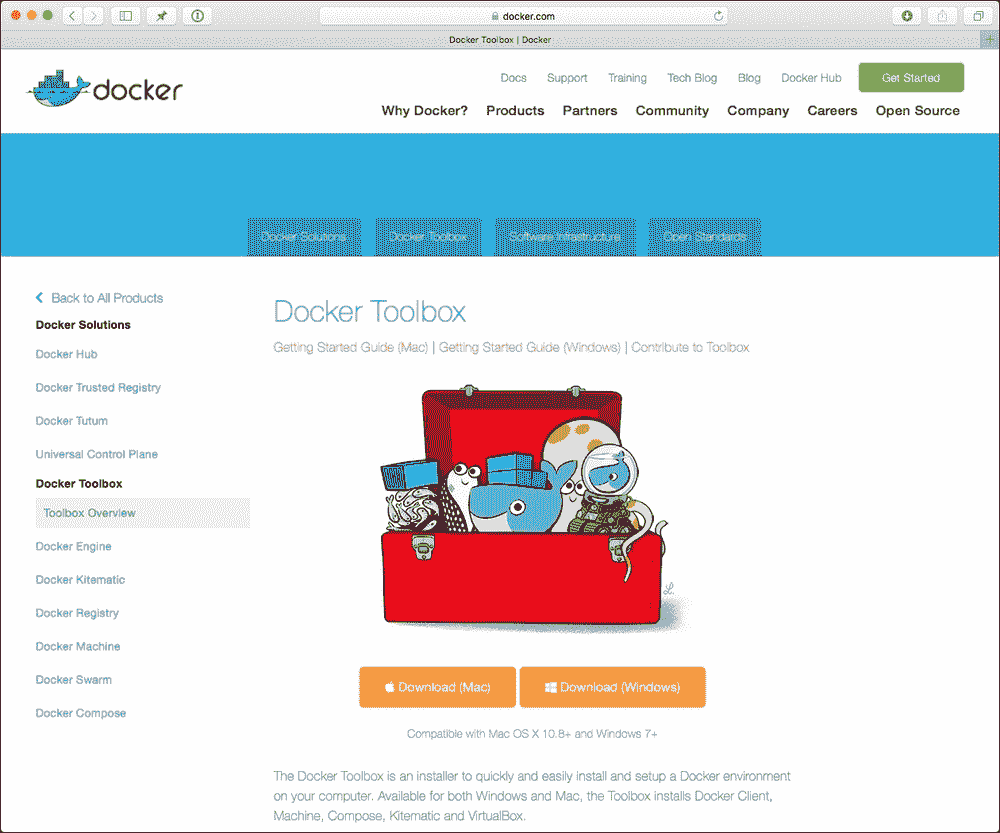 docker.com
Docker Toolbox | Docker
docker
Docs Support Training Tech Blog Blog Docker Hub Get Started
Why Docker? Products Partners Community Company Careers Open Source
Docker Solutions Docker Toolbox Software Infrastructure Open Standards
Back to All Products
Docker Solutions
Docker Hub
Docker Trusted Registry
Docker Tutum
Universal Control Plane
Docker Toolbox
Toolbox Overview
Docker Engine
Docker Kitematic
Docker Registry
Docker Machine
Docker Swarm
Docker Compose
Docker Toolbox
Getting Started Guide (Mac) | Getting Started Guide (Windows) | Contribute to Toolbox
Download (Mac) Download (Windows)
Compatible with Mac OS X 10.8+ and Windows 7+
The Docker Toolbox is an installer to quickly and easily install and setup a Docker environment
on your computer. Available for both Windows and Mac, the Toolbox installs Docker Client,
Machine, Compose, Kitematic and VirtualBox.